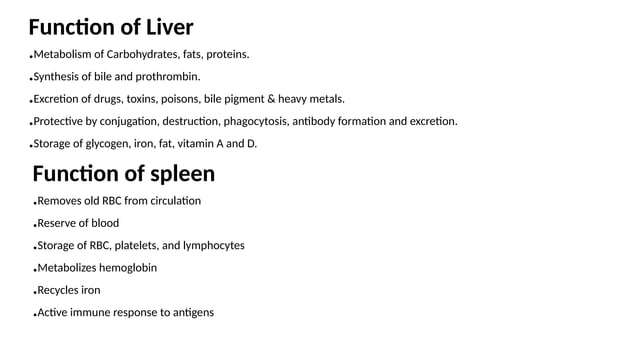 Function of Liver
.Metabolism of Carbohydrates, fats, proteins.
.Synthesis of bile and prothrombin.
.Excretion of drugs, toxins, poisons, bile pigment & heavy metals.
.Protective by conjugation, destruction, phagocytosis, antibody formation and excretion.
.Storage of glycogen, iron, fat, vitamin A and D.
Function of spleen
.Removes old RBC from circulation
.Reserve of blood
.Storage of RBC, platelets, and lymphocytes
.Metabolizes hemoglobin
.Recycles iron
.Active immune response to antigens